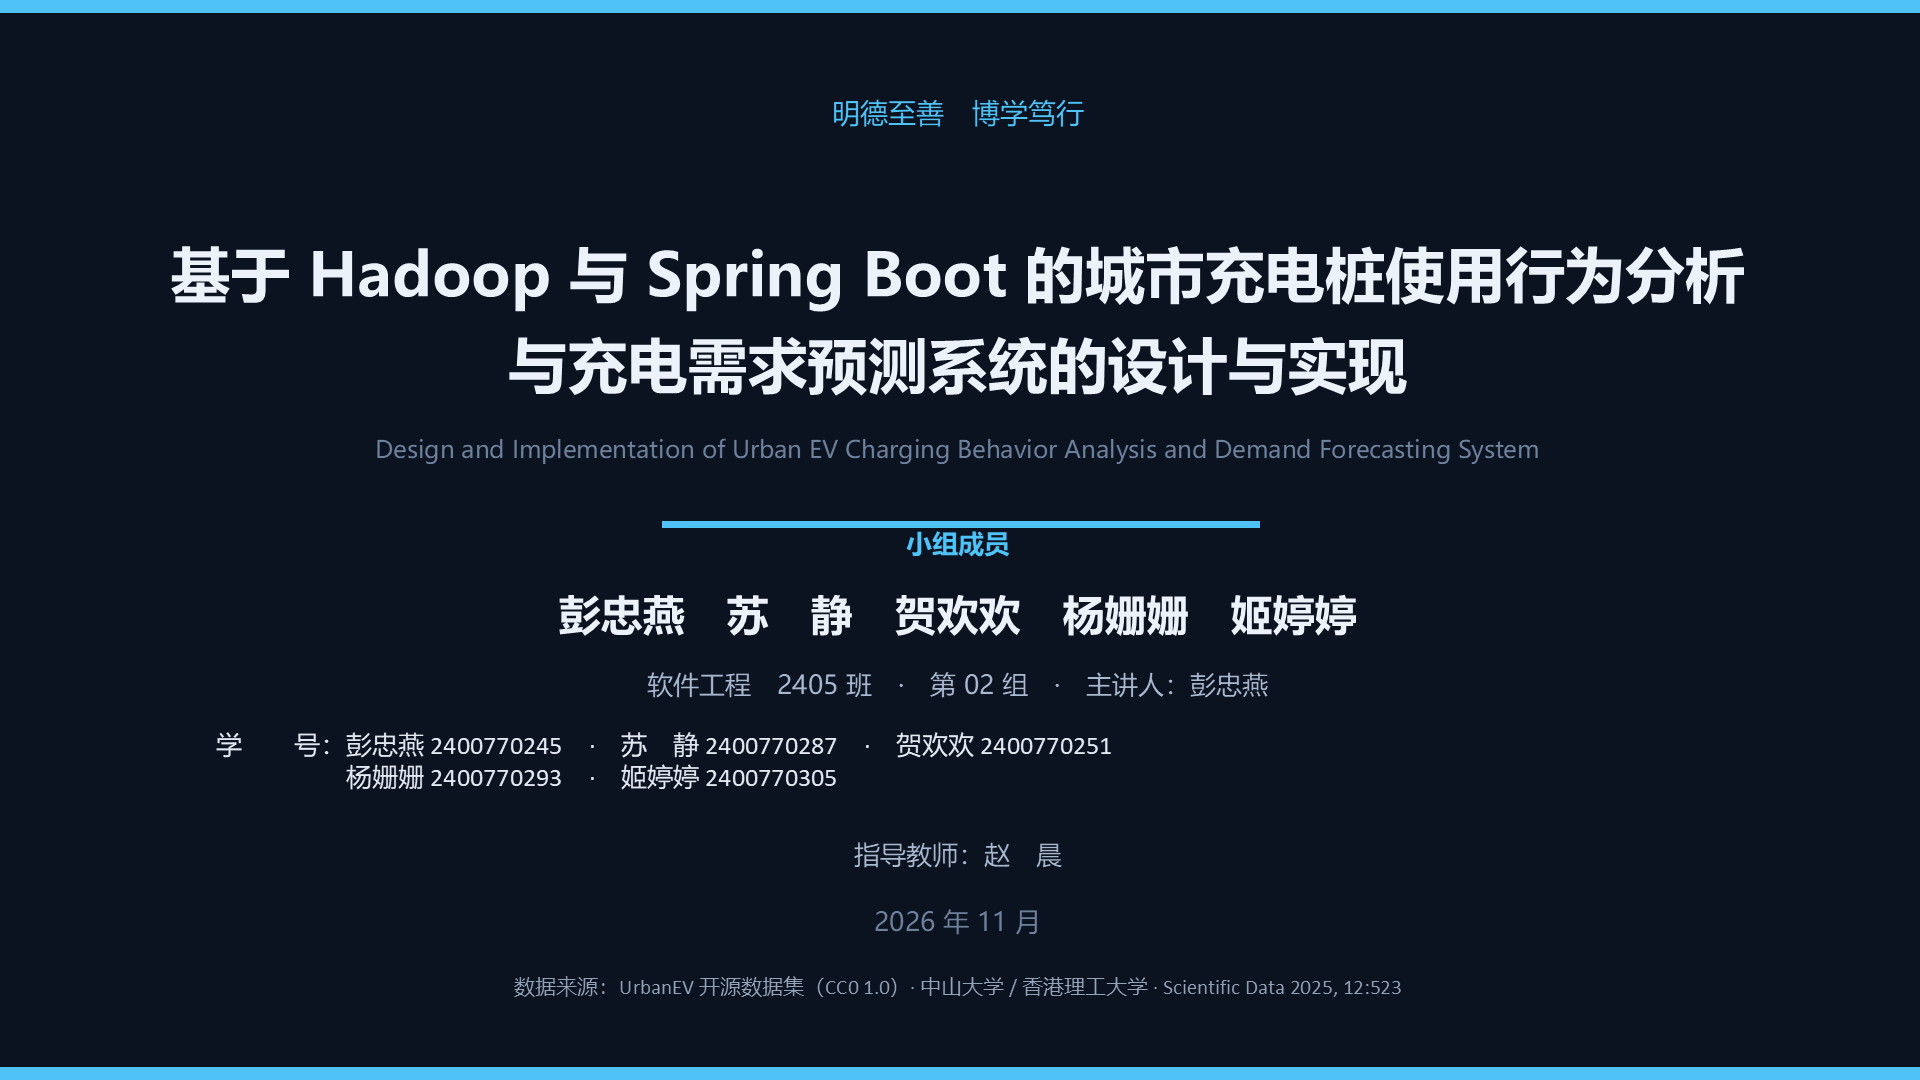 明德至善　博学笃行
基于 Hadoop 与 Spring Boot 的城市充电桩使用行为分析
与充电需求预测系统的设计与实现
Design and Implementation of Urban EV Charging Behavior Analysis and Demand Forecasting System
小组成员
彭忠燕　苏　静　贺欢欢　杨姗姗　姬婷婷
软件工程　2405 班　·　第 02 组　·　主讲人：彭忠燕
学　　号：彭忠燕 2400770245　·　苏　静 2400770287　·　贺欢欢 2400770251
杨姗姗 2400770293　·　姬婷婷 2400770305
指导教师：赵　晨
2026 年 11 月
数据来源：UrbanEV 开源数据集（CC0 1.0）· 中山大学 / 香港理工大学 · Scientific Data 2025, 12:523